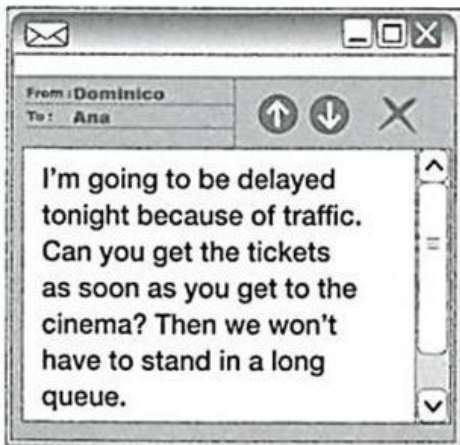 From: Dominico
To: Ana
I'm going to be delayed
tonight because of traffic.
Can you get the tickets
as soon as you get to the
cinema? Then we won't
have to stand in a long
queue.